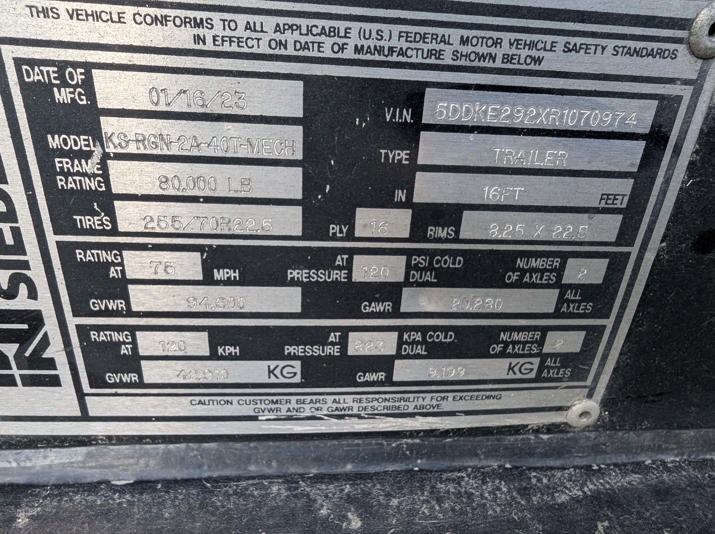 THIS VEHICLE CONFORMS TO ALL APPLICABLE (U.S.) FEDERAL MOTOR VEHICLE SAFETY STANDARDS
IN EFFECT ON DATE OF MANUFACTURE SHOWN BELOW
DATE OF MFG. 01/16/23 V.I.N. 5DDKE292XR1070974
MODEL KS-RGN-2A-40T-MECH TYPE TRAILER
FRAME RATING 80,000 LB IN 16FT FEET
TIRES 255/70R22.5 PLY 16 RIMS 8.25 X 22.5
RATING AT 75 MPH AT PRESSURE 120 PSI COLD DUAL NUMBER OF AXLES 2
GVWR GAWR ALL AXLES
RATING AT 120 KPH AT PRESSURE KPA COLD. DUAL NUMBER OF AXLES 2
GVWR KG GAWR KG ALL AXLES
CAUTION CUSTOMER BEARS ALL RESPONSIBILITY FOR EXCEEDING
GVWR AND OR GAWR DESCRIBED ABOVE.